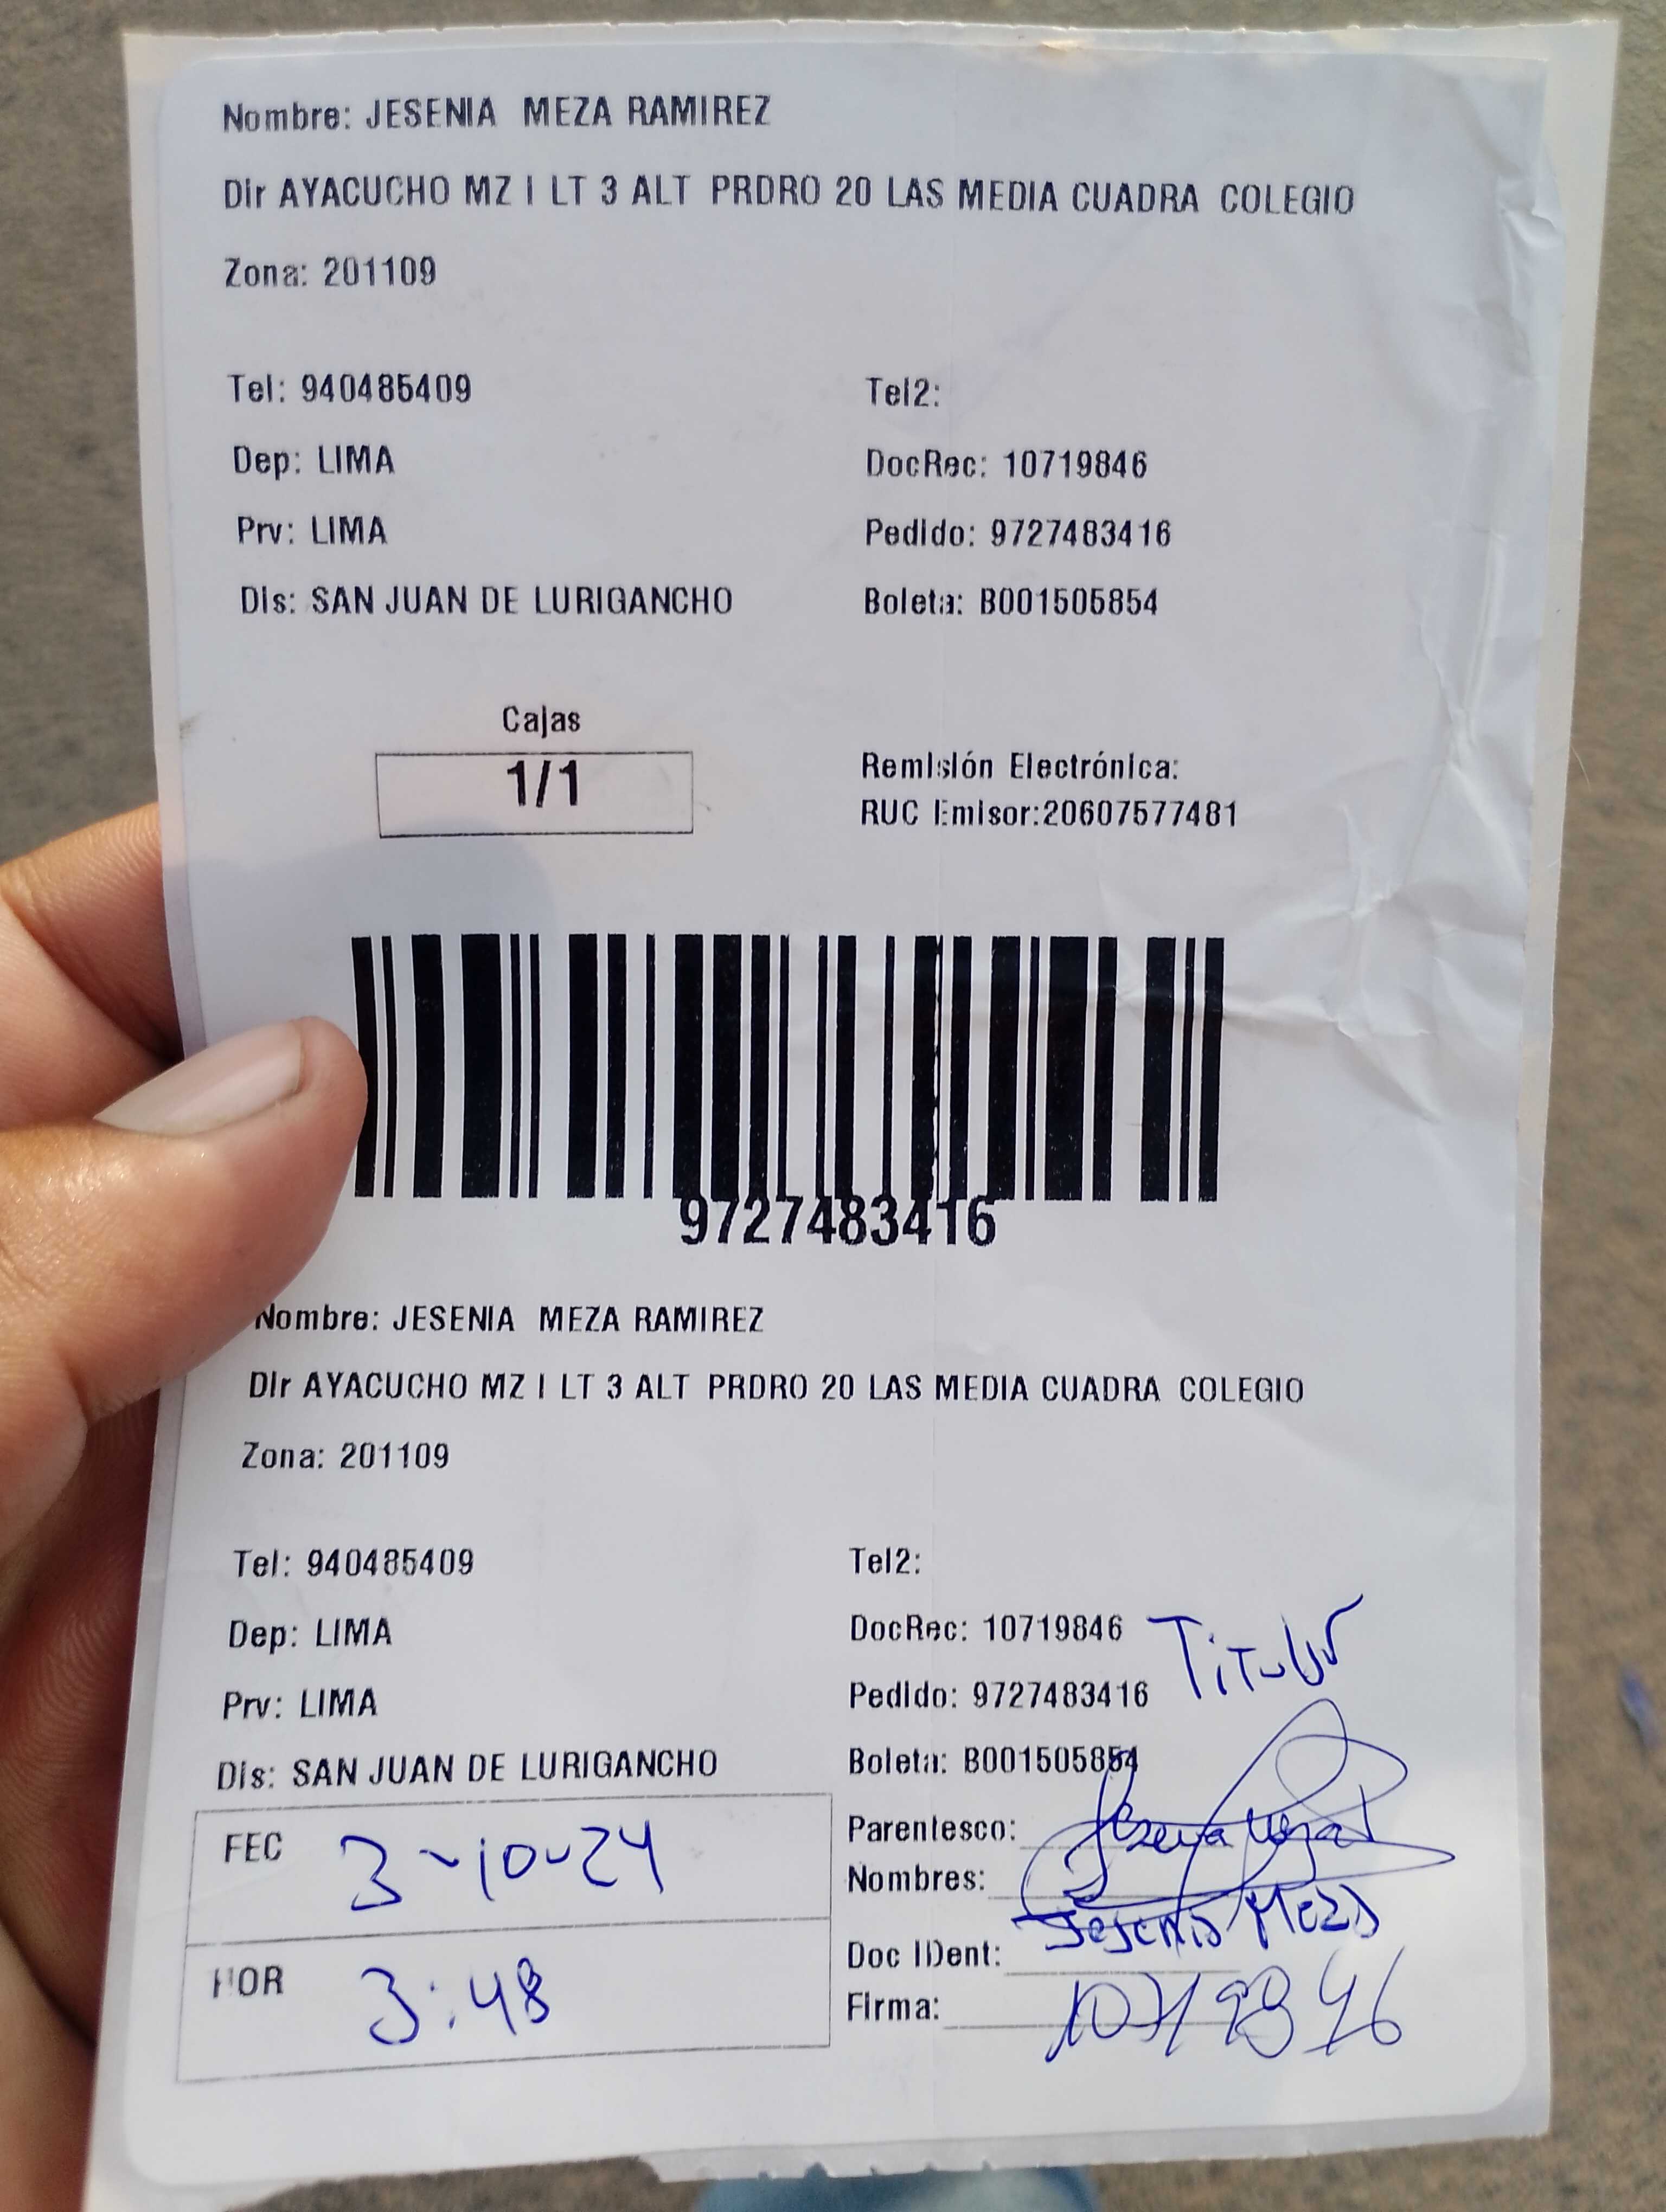 Nombre: JESENIA MEZA RAMIREZ
Dir AYACUCHO MZ I LT 3 ALT PRDRO 20 LAS MEDIA CUADRA COLEGIO
Zona: 201109
Tel: 940485409 Tel2:
Dep: LIMA DocRec: 10719846
Prv: LIMA Pedido: 9727483416
Dis: SAN JUAN DE LURIGANCHO Boleta: B001505854
Cajas
1/1
Remisión Electrónica:
RUC Emisor:20607577481
9727483416
Nombre: JESENIA MEZA RAMIREZ
Dir AYACUCHO MZ I LT 3 ALT PRDRO 20 LAS MEDIA CUADRA COLEGIO
Zona: 201109
Tel: 940485409 Tel2:
Dep: LIMA DocRec: 10719846 Titular
Prv: LIMA Pedido: 9727483416
Dis: SAN JUAN DE LURIGANCHO Boleta: B001505854
FEC 3-10-24
HOR 3:48
Parentesco:
Nombres: Jesenia Meza
Doc IDent:
Firma: 10719846